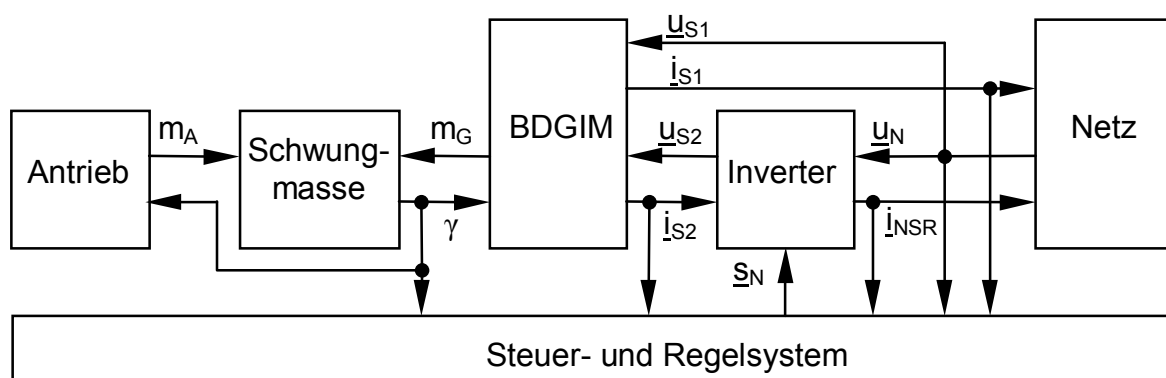 u_S1
i_S1
BDGIM
Netz
Antrieb
m_A
Schwung-
masse
m_G
u_S2
Inverter
u_N
γ
i_S2
i_NSR
s_N
Steuer- und Regelsystem